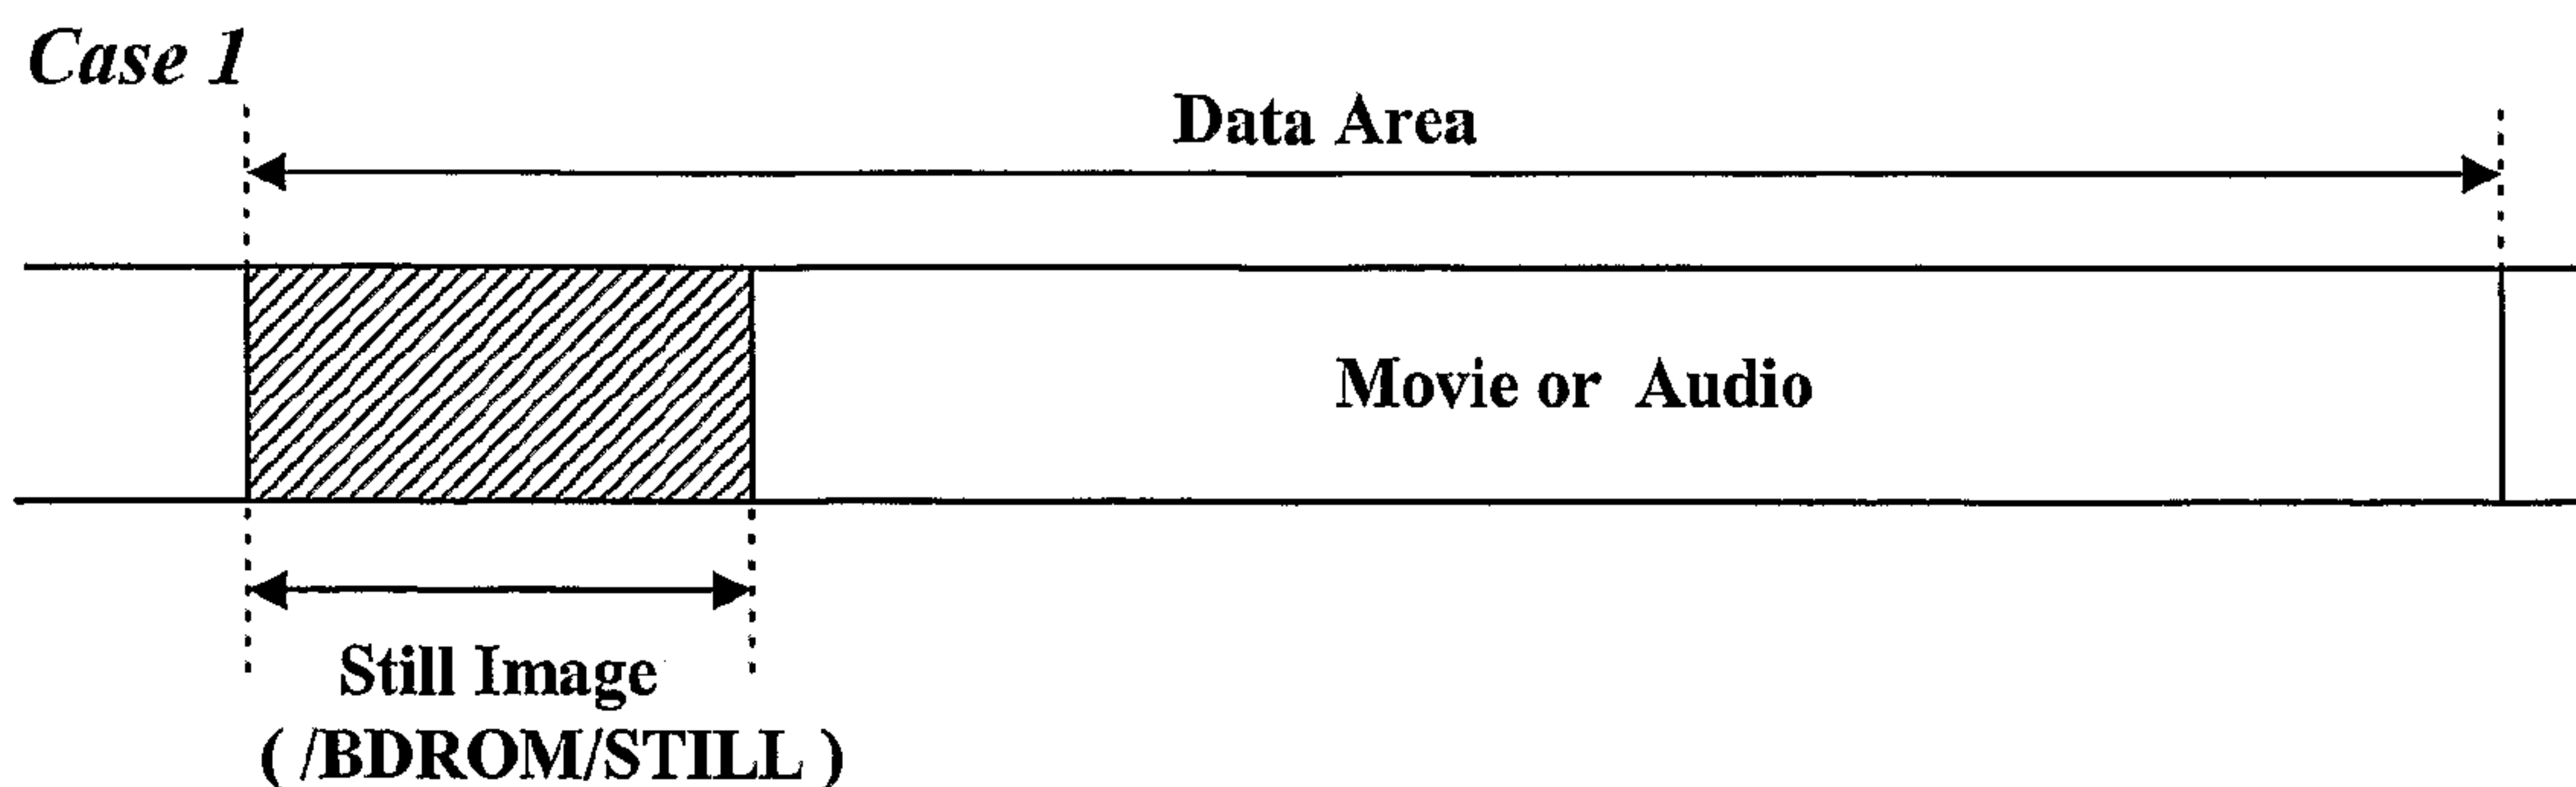 Case 1
Data Area
Movie or Audio
Still Image
( /BDROM/STILL )